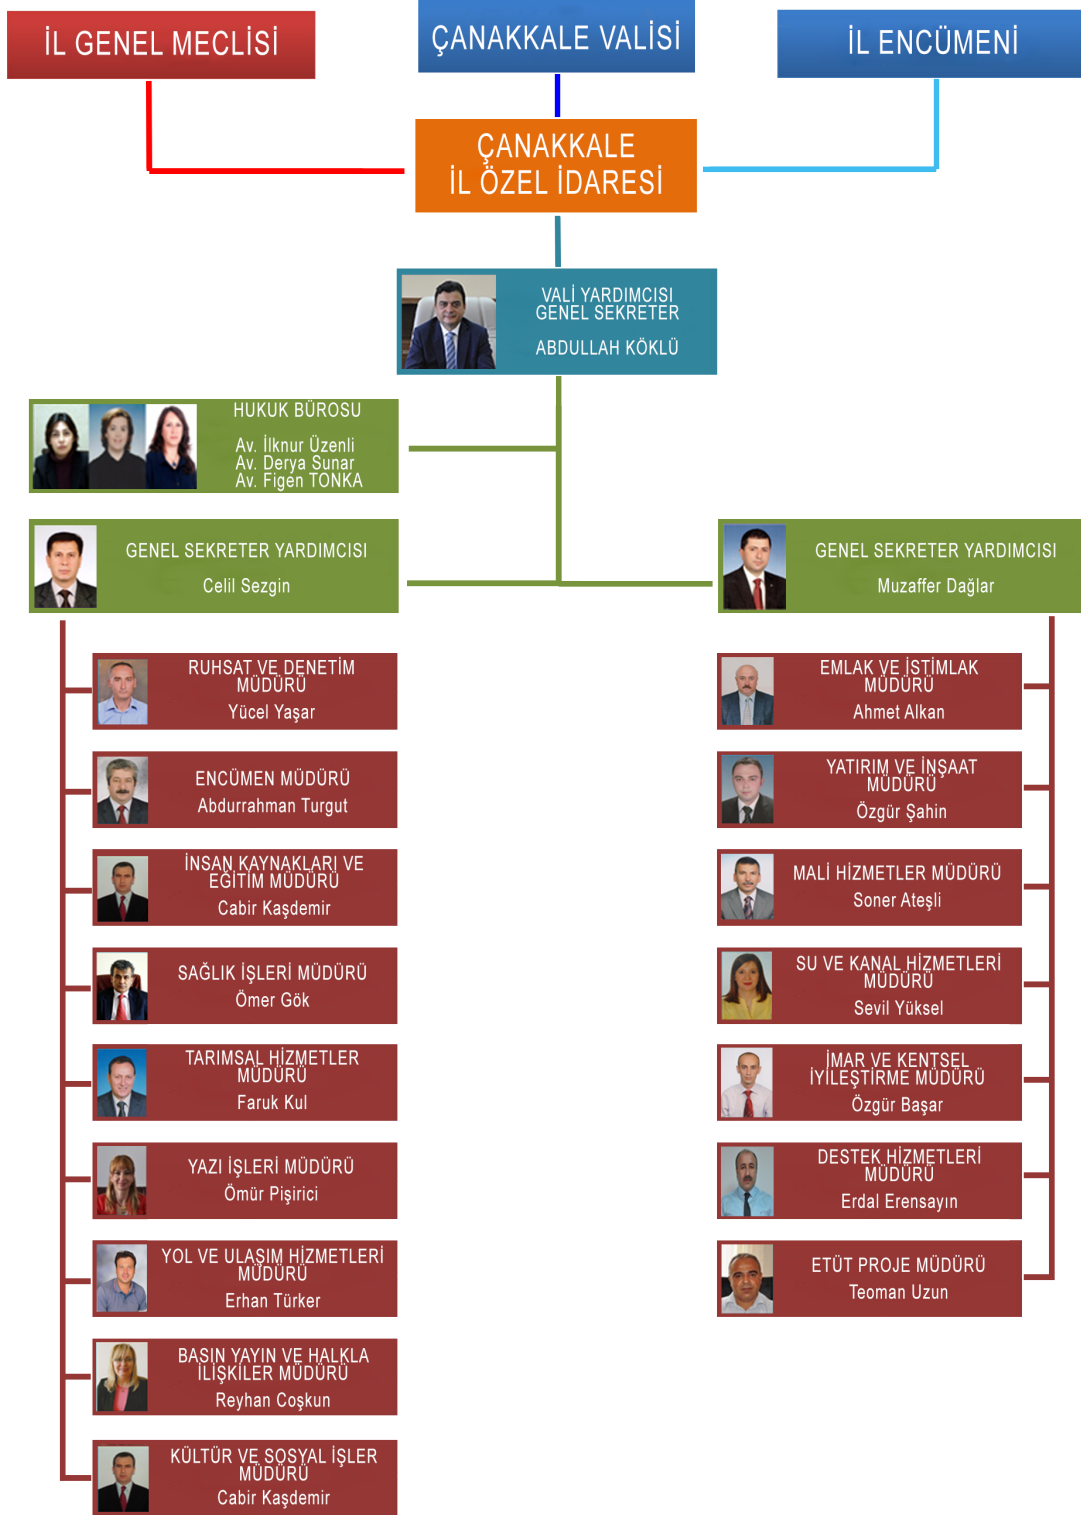 İL GENEL MECLİSİ
ÇANAKKALE VALİSİ
İL ENCÜMENİ
ÇANAKKALE
İL ÖZEL İDARESİ
VALİ YARDIMCISI
GENEL SEKRETER
ABDULLAH KÖKLÜ
HUKUK BÜROSU
Av. İlknur Üzenli
Av. Derya Sunar
Av. Figen TONKA
GENEL SEKRETER YARDIMCISI
Celil Sezgin
RUHSAT VE DENETİM
MÜDÜRÜ
Yücel Yaşar
ENCÜMEN MÜDÜRÜ
Abdurrahman Turgut
İNSAN KAYNAKLARI VE
EĞİTİM MÜDÜRÜ
Cabir Kaşdemir
SAĞLIK İŞLERİ MÜDÜRÜ
Ömer Gök
TARIMSAL HİZMETLER
MÜDÜRÜ
Faruk Kul
YAZI İŞLERİ MÜDÜRÜ
Ömür Pişirici
YOL VE ULAŞIM HİZMETLERİ
MÜDÜRÜ
Erhan Türker
BASIN YAYIN VE HALKLA
İLİŞKİLER MÜDÜRÜ
Reyhan Coşkun
KÜLTÜR VE SOSYAL İŞLER
MÜDÜRÜ
Cabir Kaşdemir
GENEL SEKRETER YARDIMCISI
Muzaffer Dağlar
EMLAK VE İSTİMLAK
MÜDÜRÜ
Ahmet Alkan
YATIRIM VE İNŞAAT
MÜDÜRÜ
Özgür Şahin
MALİ HİZMETLER MÜDÜRÜ
Soner Ateşli
SU VE KANAL HİZMETLERİ
MÜDÜRÜ
Sevil Yüksel
İMAR VE KENTSEL
İYİLEŞTİRME MÜDÜRÜ
Özgür Başar
DESTEK HİZMETLERİ
MÜDÜRÜ
Erdal Erensayın
ETÜT PROJE MÜDÜRÜ
Teoman Uzun